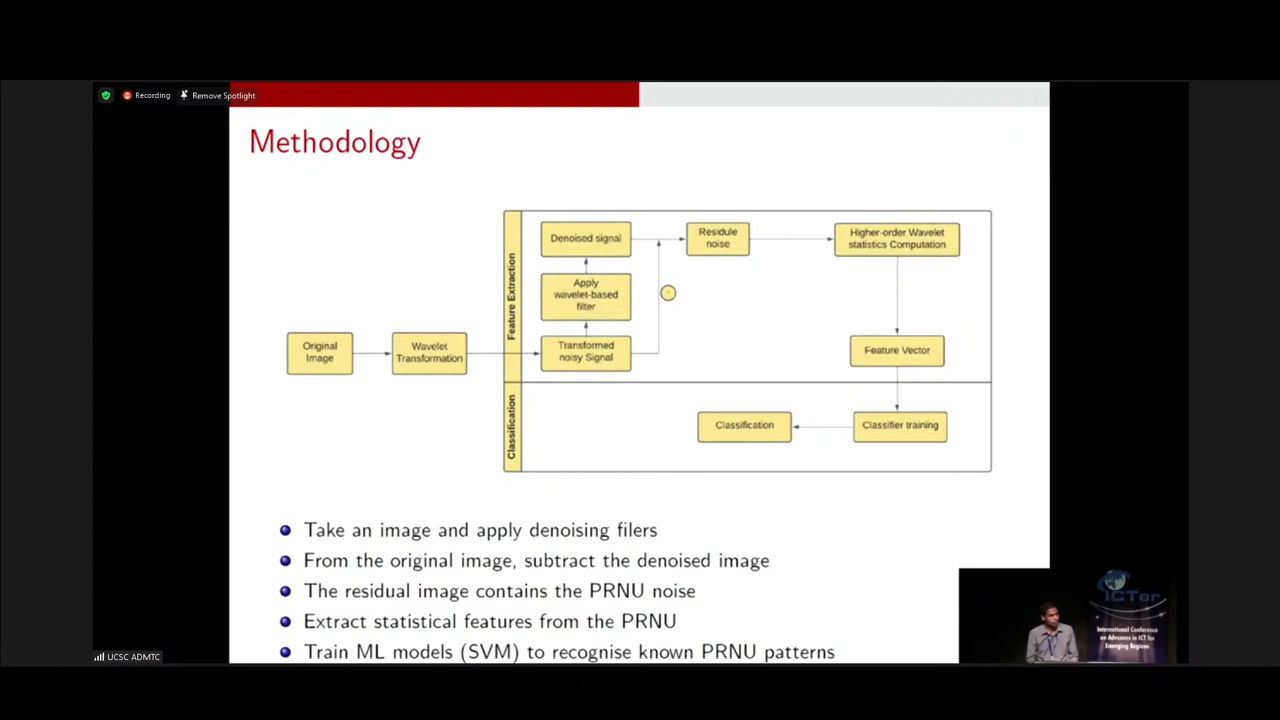 Recording
Remove Spotlight
Methodology
Feature Extraction
Denoised signal
Residule
noise
Higher-order Wavelet
statistics Computation
Apply
wavelet-based
filter
Original
Image
Wavelet
Transformation
Transformed
noisy Signal
Feature Vector
Classification
Classification
Classifier training
Take an image and apply denoising filers
From the original image, subtract the denoised image
The residual image contains the PRNU noise
Extract statistical features from the PRNU
Train ML models (SVM) to recognise known PRNU patterns
ICTer
International Conference
on Advances in ICT for
Emerging Regions
UCSC ADMTC